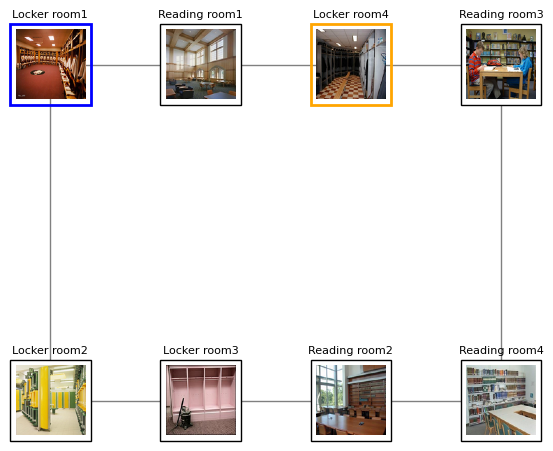 Locker room1
Reading room1
Locker room4
Reading room3
Locker room2
Locker room3
Reading room2
Reading room4